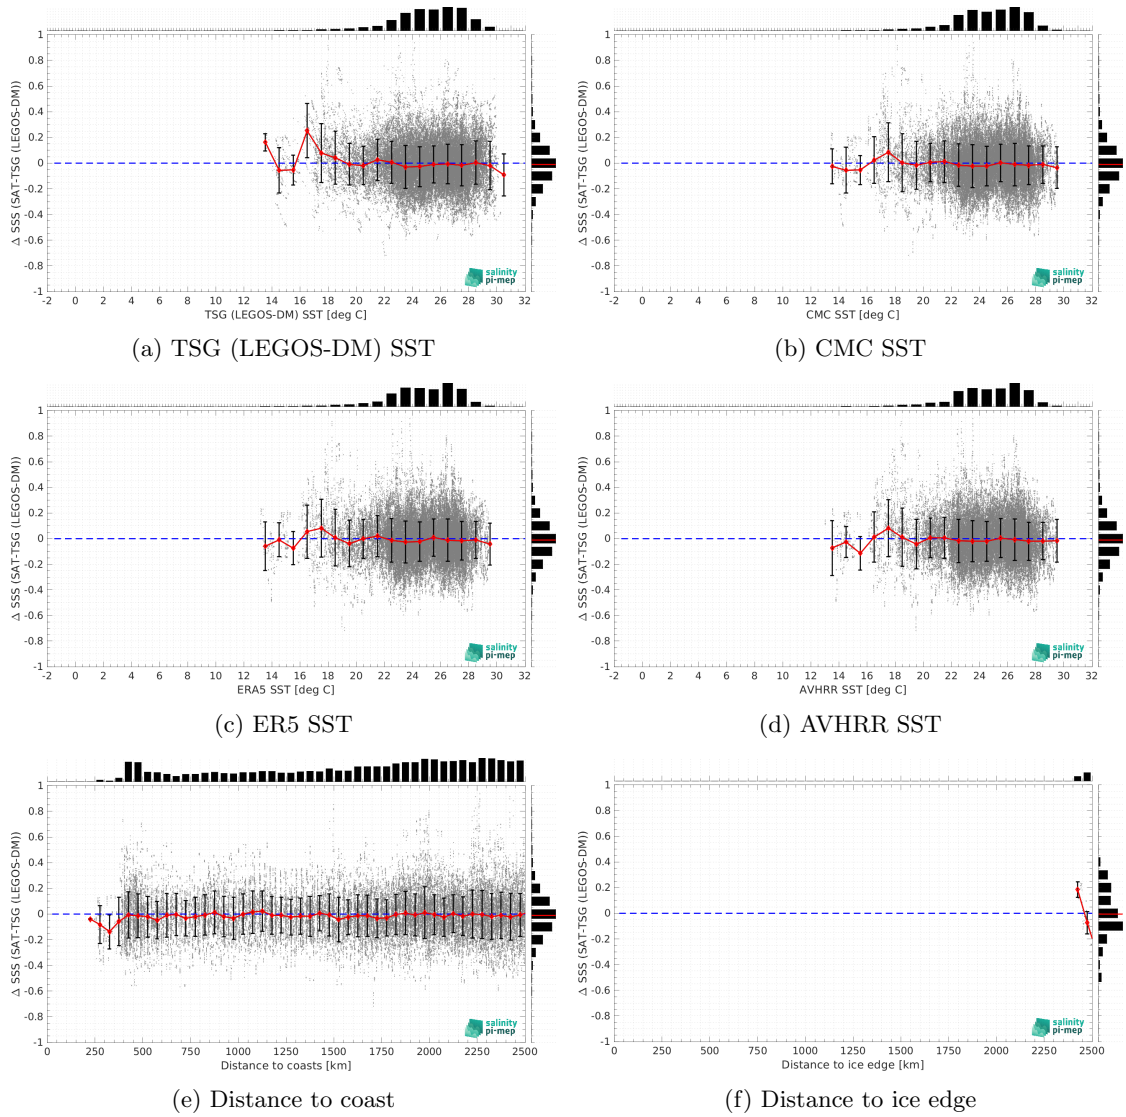 1
0.8
0.6
0.4
0.2
0
-0.2
-0.4
-0.6
-0.8
-1
Δ SSS (SAT-TSG (LEGOS-DM))
salinity
pi-mep
-2 0 2 4 6 8 10 12 14 16 18 20 22 24 26 28 30 32
TSG (LEGOS-DM) SST [deg C]
(a) TSG (LEGOS-DM) SST
1
0.8
0.6
0.4
0.2
0
-0.2
-0.4
-0.6
-0.8
-1
Δ SSS (SAT-TSG (LEGOS-DM))
salinity
pi-mep
-2 0 2 4 6 8 10 12 14 16 18 20 22 24 26 28 30 32
CMC SST [deg C]
(b) CMC SST
1
0.8
0.6
0.4
0.2
0
-0.2
-0.4
-0.6
-0.8
-1
Δ SSS (SAT-TSG (LEGOS-DM))
salinity
pi-mep
-2 0 2 4 6 8 10 12 14 16 18 20 22 24 26 28 30 32
ERA5 SST [deg C]
(c) ER5 SST
1
0.8
0.6
0.4
0.2
0
-0.2
-0.4
-0.6
-0.8
-1
Δ SSS (SAT-TSG (LEGOS-DM))
salinity
pi-mep
-2 0 2 4 6 8 10 12 14 16 18 20 22 24 26 28 30 32
AVHRR SST [deg C]
(d) AVHRR SST
1
0.8
0.6
0.4
0.2
0
-0.2
-0.4
-0.6
-0.8
-1
Δ SSS (SAT-TSG (LEGOS-DM))
salinity
pi-mep
0 250 500 750 1000 1250 1500 1750 2000 2250 2500
Distance to coasts [km]
(e) Distance to coast
1
0.8
0.6
0.4
0.2
0
-0.2
-0.4
-0.6
-0.8
-1
Δ SSS (SAT-TSG (LEGOS-DM))
salinity
pi-mep
0 250 500 750 1000 1250 1500 1750 2000 2250 2500
Distance to ice edge [km]
(f) Distance to ice edge